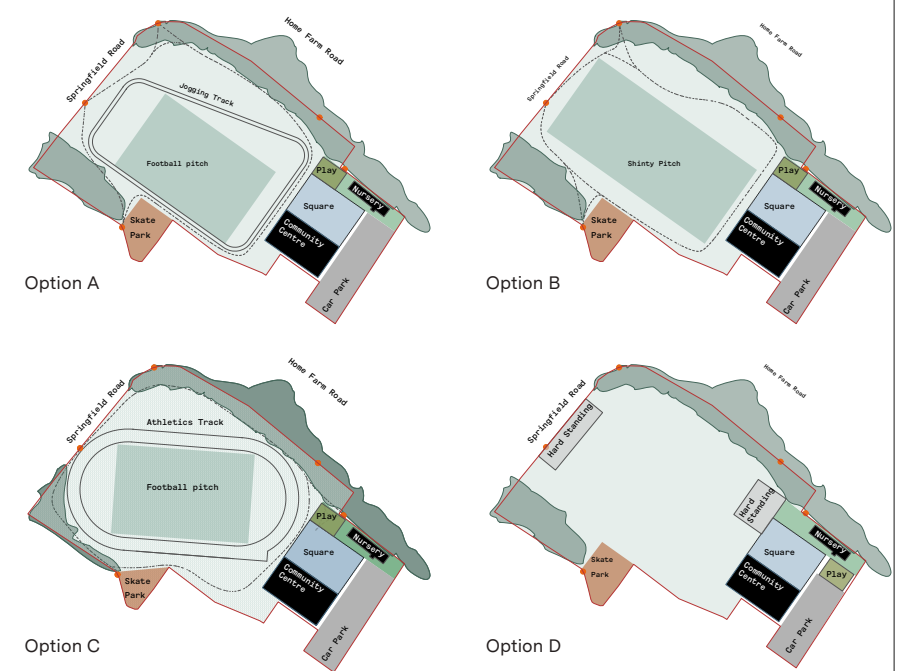 Home Farm Road
Springfield Road
Jogging Track
Football pitch
Play
Nursery
Square
Skate
Park
Community
Centre
Car Park
Option A
Home Farm Road
Springfield Road
Shinty Pitch
Play
Nursery
Square
Skate
Park
Community
Centre
Car Park
Option B
Home Farm Road
Springfield Road
Athletics Track
Football pitch
Play
Nursery
Square
Skate
Park
Community
Centre
Car Park
Option C
Home Farm Road
Springfield Road
Hard Standing
Hard
Standing
Nursery
Square
Skate
Park
Play
Community
Centre
Car Park
Option D